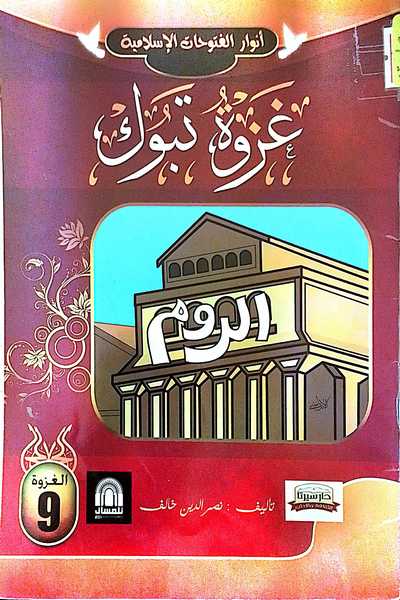 أنوار الفتوحات الإسلامية
غزوة تبوك
الروم
الغزوة
9
تأليف : نصر الدين خالف